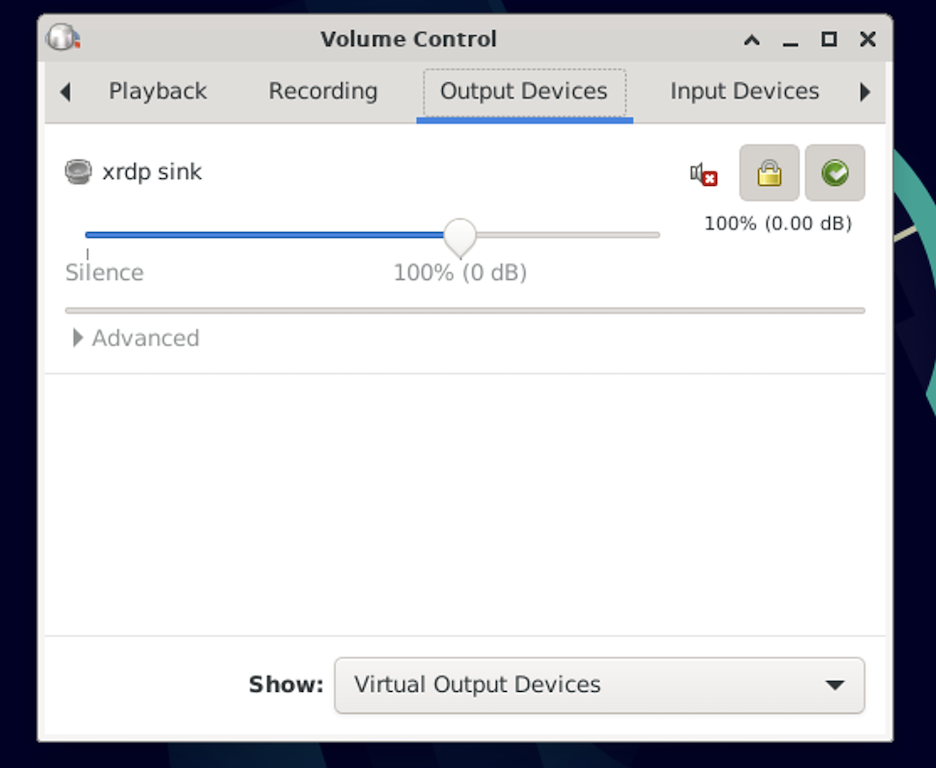 Volume Control
Playback Recording Output Devices Input Devices
xrdp sink
100% (0.00 dB)
Silence 100% (0 dB)
Advanced
Show: Virtual Output Devices